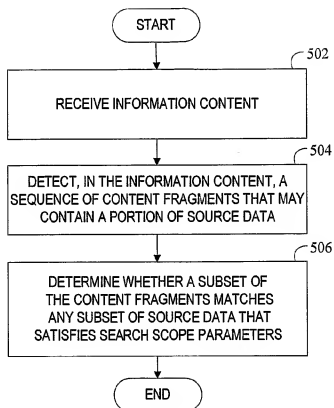 START
502
RECEIVE INFORMATION CONTENT
504
DETECT, IN THE INFORMATION CONTENT, A
SEQUENCE OF CONTENT FRAGMENTS THAT MAY
CONTAIN A PORTION OF SOURCE DATA
506
DETERMINE WHETHER A SUBSET OF
THE CONTENT FRAGMENTS MATCHES
ANY SUBSET OF SOURCE DATA THAT
SATISFIES SEARCH SCOPE PARAMETERS
END